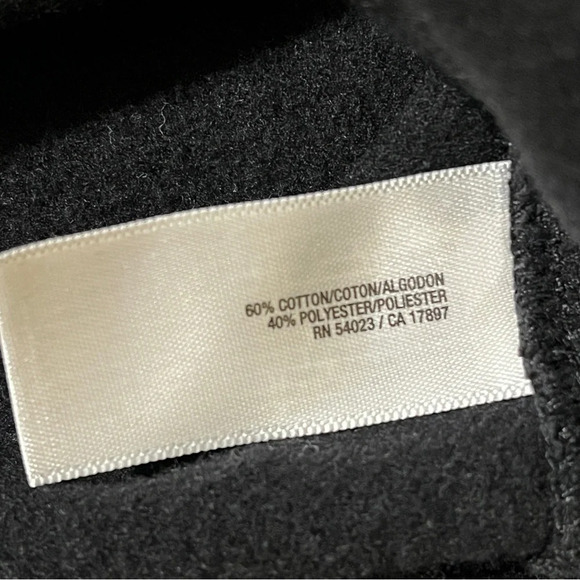 60% COTTON/COTON/ALGODON
40% POLYESTER/POLIESTER
RN 54023 / CA 17897